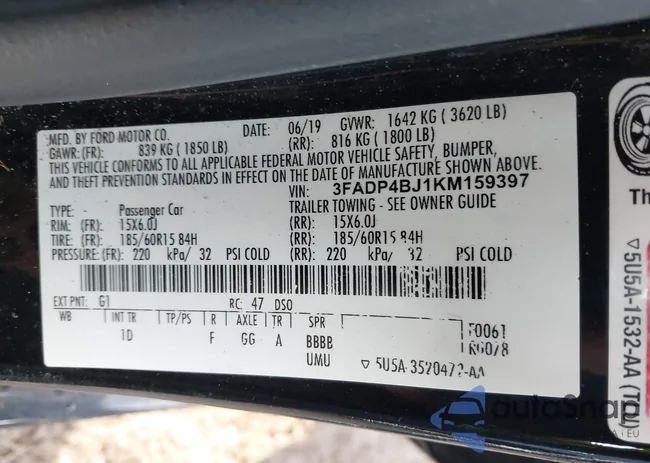 MFD. BY FORD MOTOR CO.
DATE: 06/19 GVWR: 1642 KG ( 3620 LB)
GAWR: (FR): 839 KG ( 1850 LB) (RR): 816 KG ( 1800 LB)
THIS VEHICLE CONFORMS TO ALL APPLICABLE FEDERAL MOTOR VEHICLE SAFETY, BUMPER,
AND THEFT PREVENTION STANDARDS IN EFFECT ON THE DATE OF MANUFACTURE SHOWN ABOVE.
VIN: 3FADP4BJ1KM159397
TYPE: Passenger Car TRAILER TOWING - SEE OWNER GUIDE
RIM: (FR): 15X6.0J (RR): 15X6.0J
TIRE: (FR): 185/60R15 84H (RR): 185/60R15 84H
PRESSURE: (FR): 220 kPa/ 32 PSI COLD (RR): 220 kPa/ 32 PSI COLD
EXT PNT: G1 RC: 47 DSO
WB INT TR TP/PS R AXLE TR SPR F0061
1D F GG A BBBB
UMU ▽ 5U5A-3520472-AA
Th
▽5U5A-1532-AA (T
autoSnap
EU